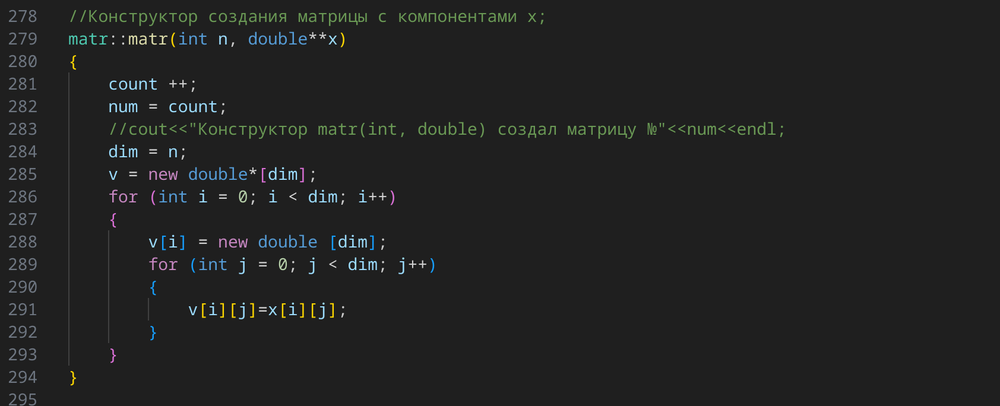 278 //Конструктор создания матрицы с компонентами x;
279 matr::matr(int n, double**x)
280 {
281     count ++;
282     num = count;
283     //cout<<"Конструктор matr(int, double) создал матрицу №"<<num<<endl;
284     dim = n;
285     v = new double*[dim];
286     for (int i = 0; i < dim; i++)
287     {
288         v[i] = new double [dim];
289         for (int j = 0; j < dim; j++)
290         {
291             v[i][j]=x[i][j];
292         }
293     }
294 }
295